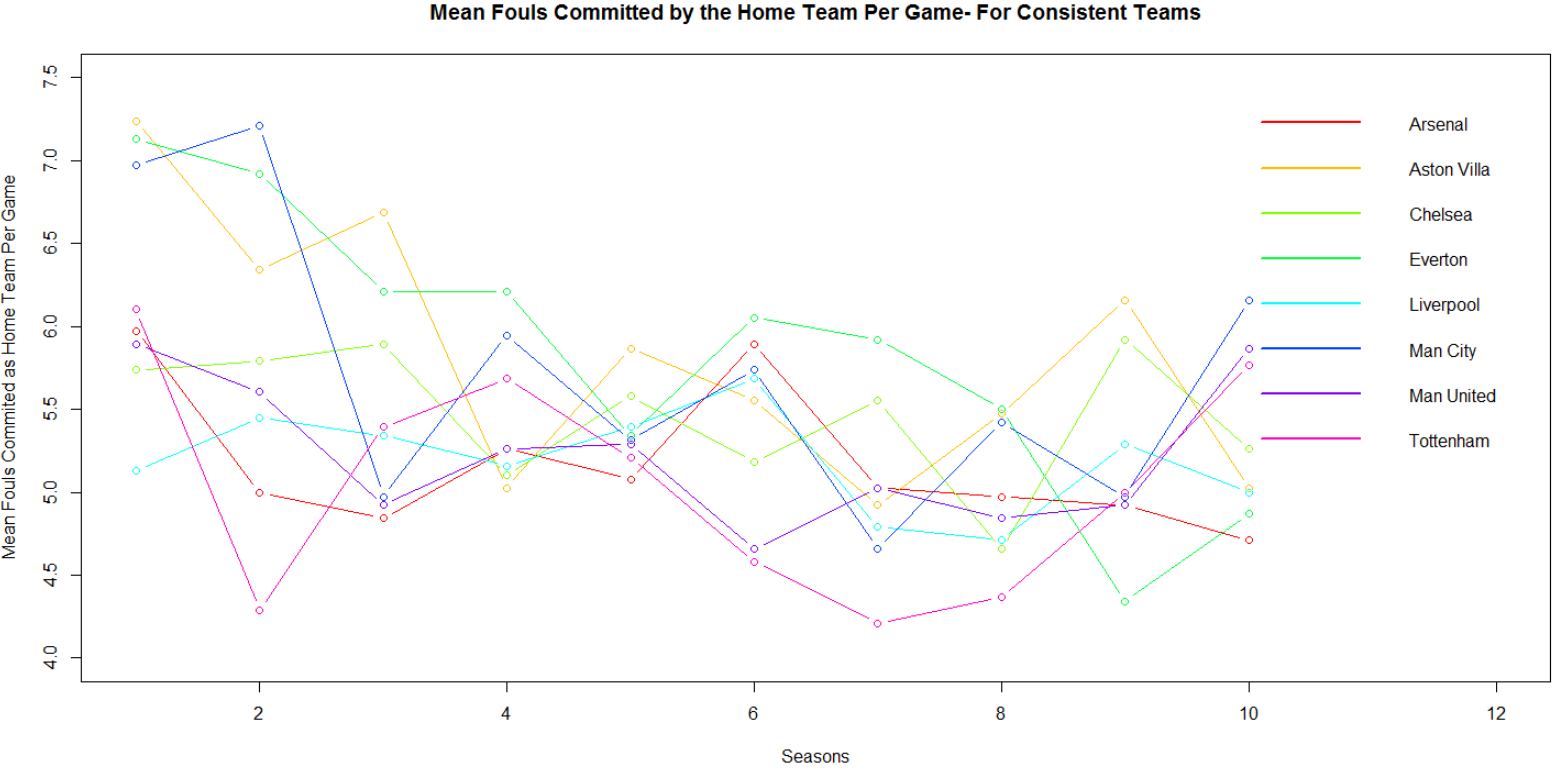 Mean Fouls Committed by the Home Team Per Game- For Consistent Teams
Mean Fouls Commited as Home Team Per Game
7.5
7.0
6.5
6.0
5.5
5.0
4.5
4.0
Arsenal
Aston Villa
Chelsea
Everton
Liverpool
Man City
Man United
Tottenham
2 4 6 8 10 12
Seasons